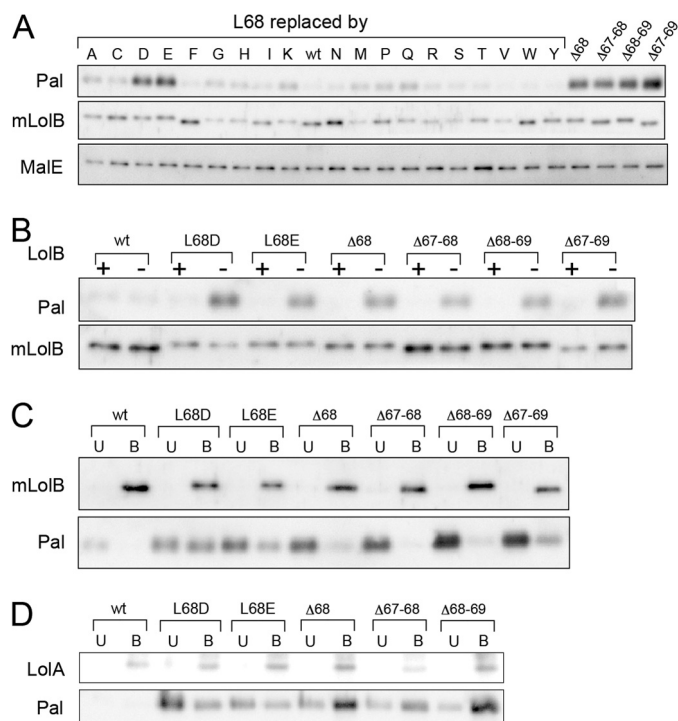 A
L68 replaced by
A C D E F G H I K wt N M P Q R S T V W Y Δ68 Δ67-68 Δ68-69 Δ67-69
Pal
mLolB
MalE
B
wt L68D L68E Δ68 Δ67-68 Δ68-69 Δ67-69
LolB + - + - + - + - + - + - + -
Pal
mLolB
C
wt L68D L68E Δ68 Δ67-68 Δ68-69 Δ67-69
U B U B U B U B U B U B U B
mLolB
Pal
D
wt L68D L68E Δ68 Δ67-68 Δ68-69
U B U B U B U B U B U B
LolA
Pal